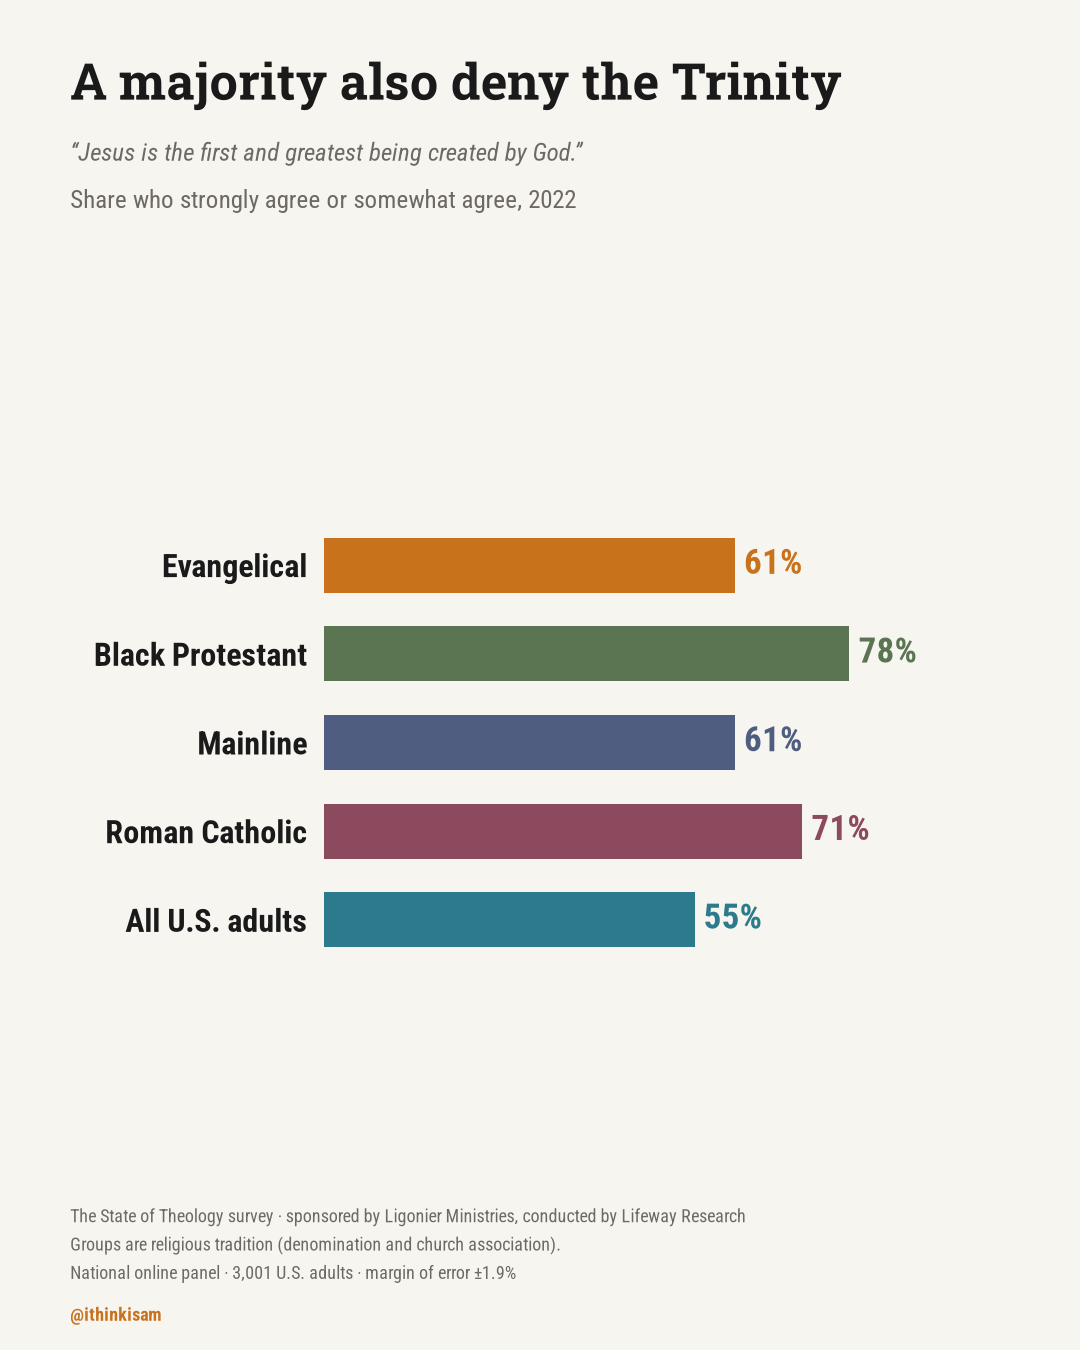 A majority also deny the Trinity
“Jesus is the first and greatest being created by God.”
Share who strongly agree or somewhat agree, 2022
Evangelical 61%
Black Protestant 78%
Mainline 61%
Roman Catholic 71%
All U.S. adults 55%
The State of Theology survey · sponsored by Ligonier Ministries, conducted by Lifeway Research
Groups are religious tradition (denomination and church association).
National online panel · 3,001 U.S. adults · margin of error ±1.9%
@ithinkisam